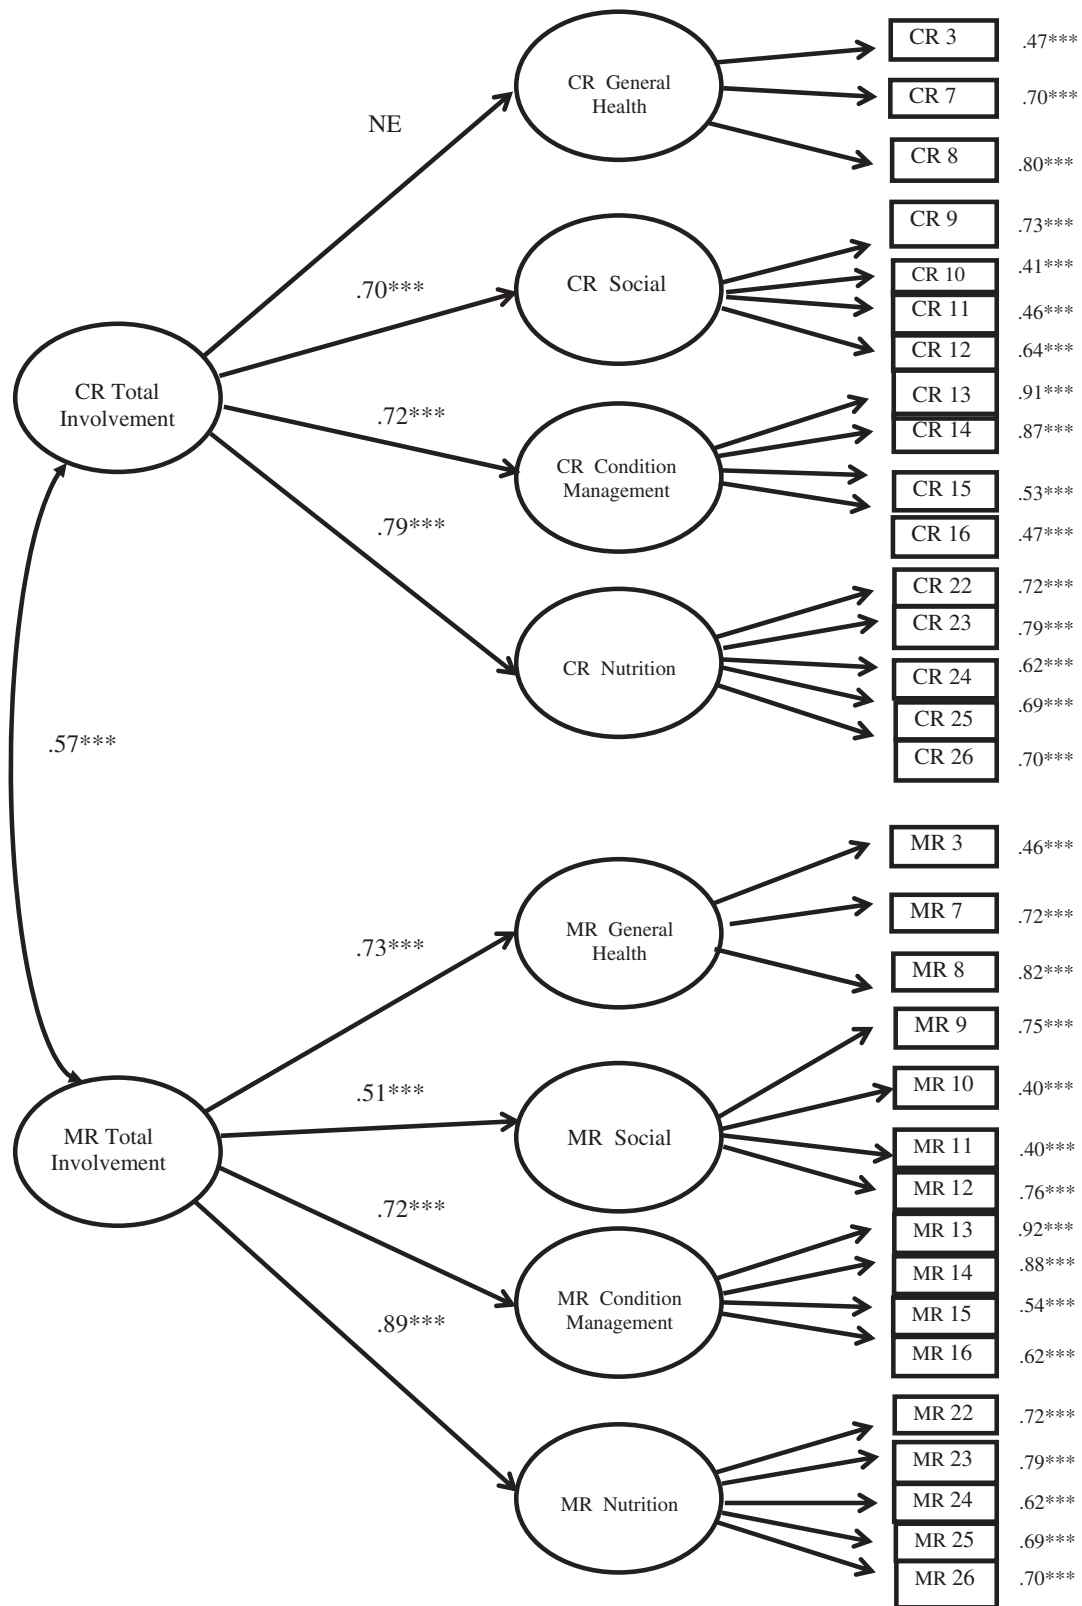 CR 3 .47***
CR General
Health
CR 7 .70***
NE
CR 8 .80***
CR 9 .73***
CR 10 .41***
CR Social
.70***
CR 11 .46***
CR 12 .64***
CR Total
Involvement
CR 13 .91***
.72***
CR 14 .87***
CR Condition
Management
CR 15 .53***
.79***
CR 16 .47***
CR 22 .72***
CR 23 .79***
CR Nutrition
CR 24 .62***
CR 25 .69***
.57***
CR 26 .70***
MR 3 .46***
MR 7 .72***
MR General
Health
.73***
MR 8 .82***
MR 9 .75***
MR 10 .40***
.51***
MR Total
Involvement
MR Social
MR 11 .40***
MR 12 .76***
.72***
MR 13 .92***
MR 14 .88***
MR Condition
Management
MR 15 .54***
.89***
MR 16 .62***
MR 22 .72***
MR 23 .79***
MR Nutrition
MR 24 .62***
MR 25 .69***
MR 26 .70***